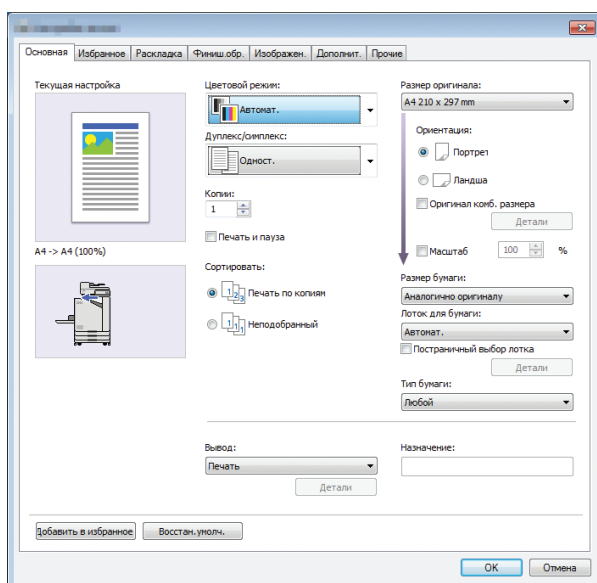 Основная Избранное Раскладка Финиш.обр. Изображен. Дополнит. Прочие
Текущая настройка
A4 -> A4 (100%)
Цветовой режим:
Автомат.
Дуплекс/симплекс:
Одност.
Копии:
1
Печать и пауза
Сортировать:
Печать по копиям
Неподобранный
Размер оригинала:
A4 210 x 297 mm
Ориентация:
Портрет
Ландша
Оригинал комб. размера
Детали
Масштаб 100 %
Размер бумаги:
Аналогично оригиналу
Лоток для бумаги:
Автомат.
Постраничный выбор лотка
Детали
Тип бумаги:
Любой
Вывод:
Печать
Детали
Назначение:
Добавить в избранное Восстан.умолч.
OK Отмена